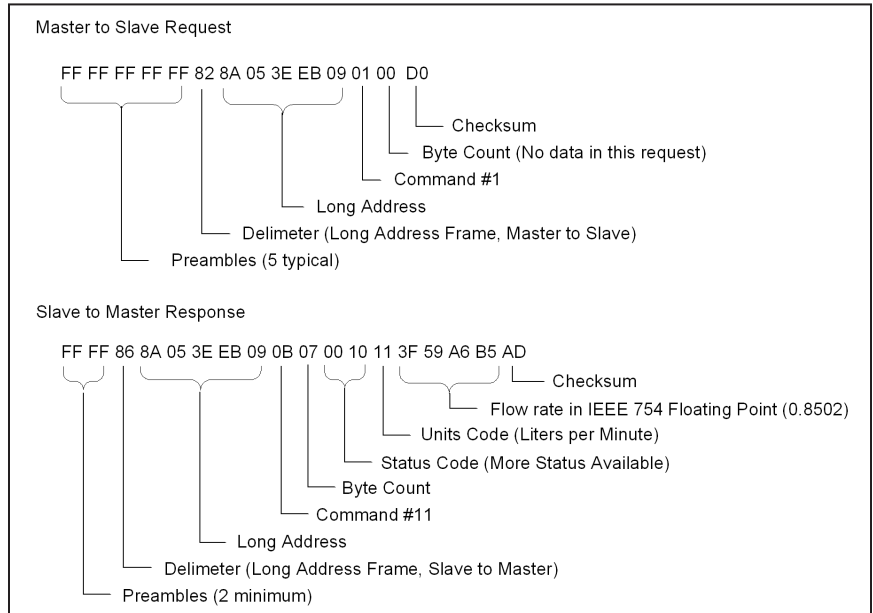 Master to Slave Request
FF FF FF FF FF 82 8A 05 3E EB 09 01 00 D0
Checksum
Byte Count (No data in this request)
Command #1
Long Address
Delimeter (Long Address Frame, Master to Slave)
Preambles (5 typical)
Slave to Master Response
FF FF 86 8A 05 3E EB 09 0B 07 00 10 11 3F 59 A6 B5 AD
Checksum
Flow rate in IEEE 754 Floating Point (0.8502)
Units Code (Liters per Minute)
Status Code (More Status Available)
Byte Count
Command #11
Long Address
Delimeter (Long Address Frame, Slave to Master)
Preambles (2 minimum)